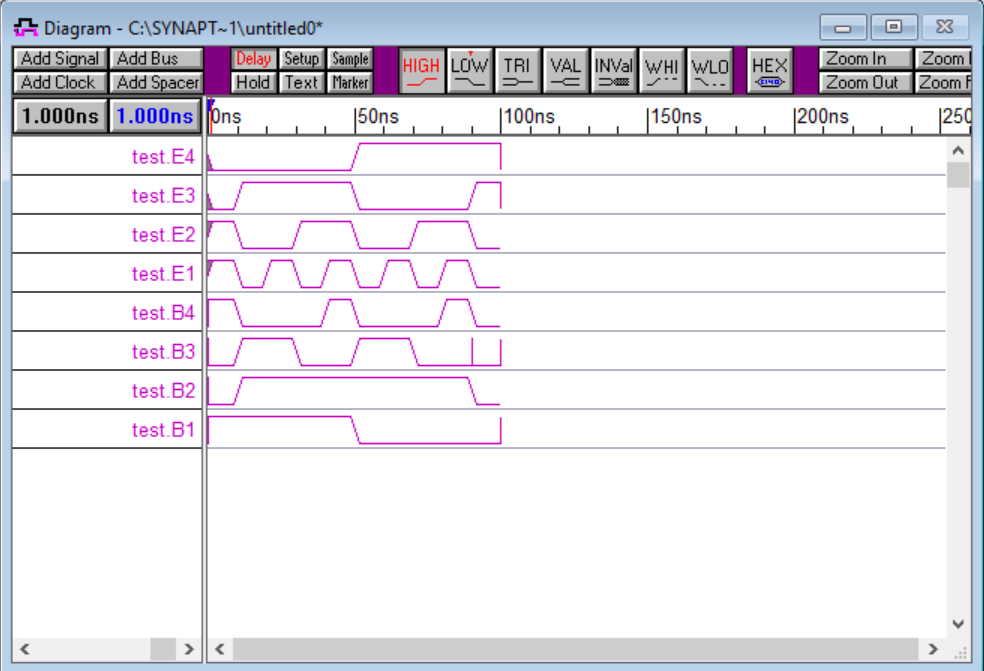 Diagram - C:\SYNAPT~1\untitled0*
Add Signal Add Bus Delay Setup Sample HIGH LOW TRI VAL INVal WHI WLO HEX Zoom In Zoom
Add Clock Add Spacer Hold Text Marker Zoom Out Zoom F
1.000ns 1.000ns 0ns 50ns 100ns 150ns 200ns 250
test.E4
test.E3
test.E2
test.E1
test.B4
test.B3
test.B2
test.B1